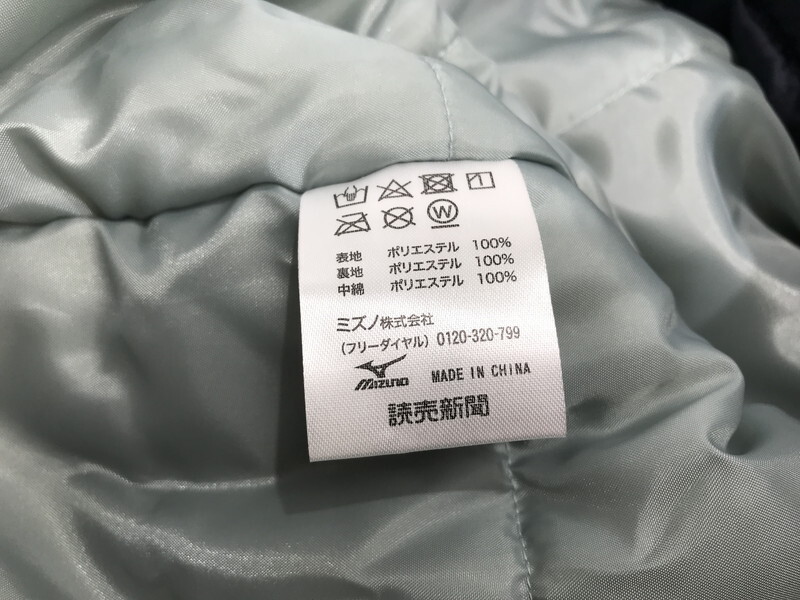 W
表地 ポリエステル 100%
裏地 ポリエステル 100%
中綿 ポリエステル 100%
ミズノ株式会社
(フリーダイヤル) 0120-320-799
MIZUNO MADE IN CHINA
読売新聞